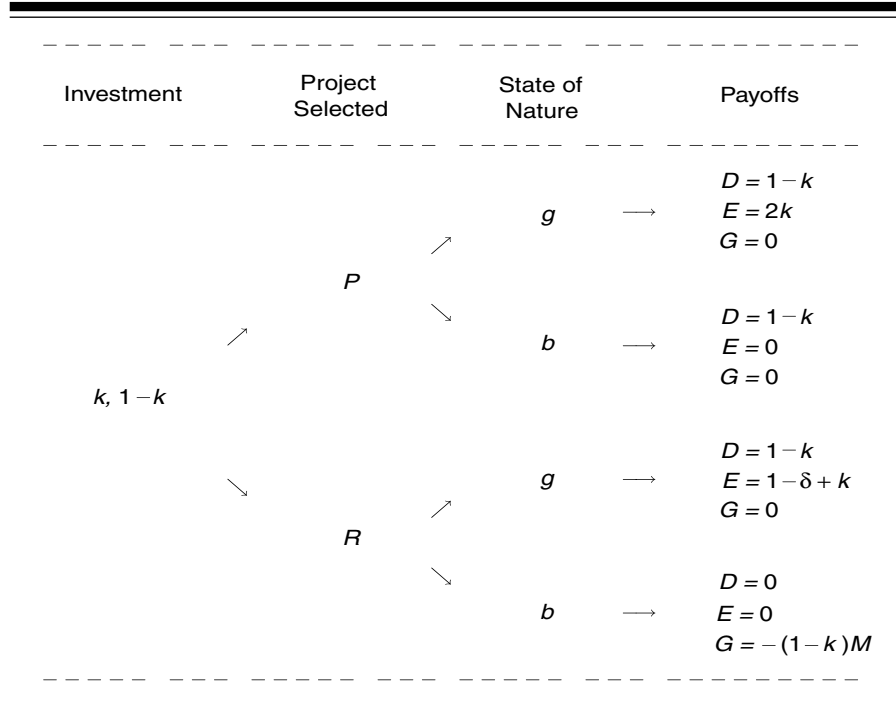 Investment
Project Selected
State of Nature
Payoffs
D = 1 − k
g ⟶ E = 2k
G = 0
P
D = 1 − k
b ⟶ E = 0
G = 0
k, 1 − k
D = 1 − k
g ⟶ E = 1 − δ + k
G = 0
R
D = 0
b ⟶ E = 0
G = − (1 − k )M